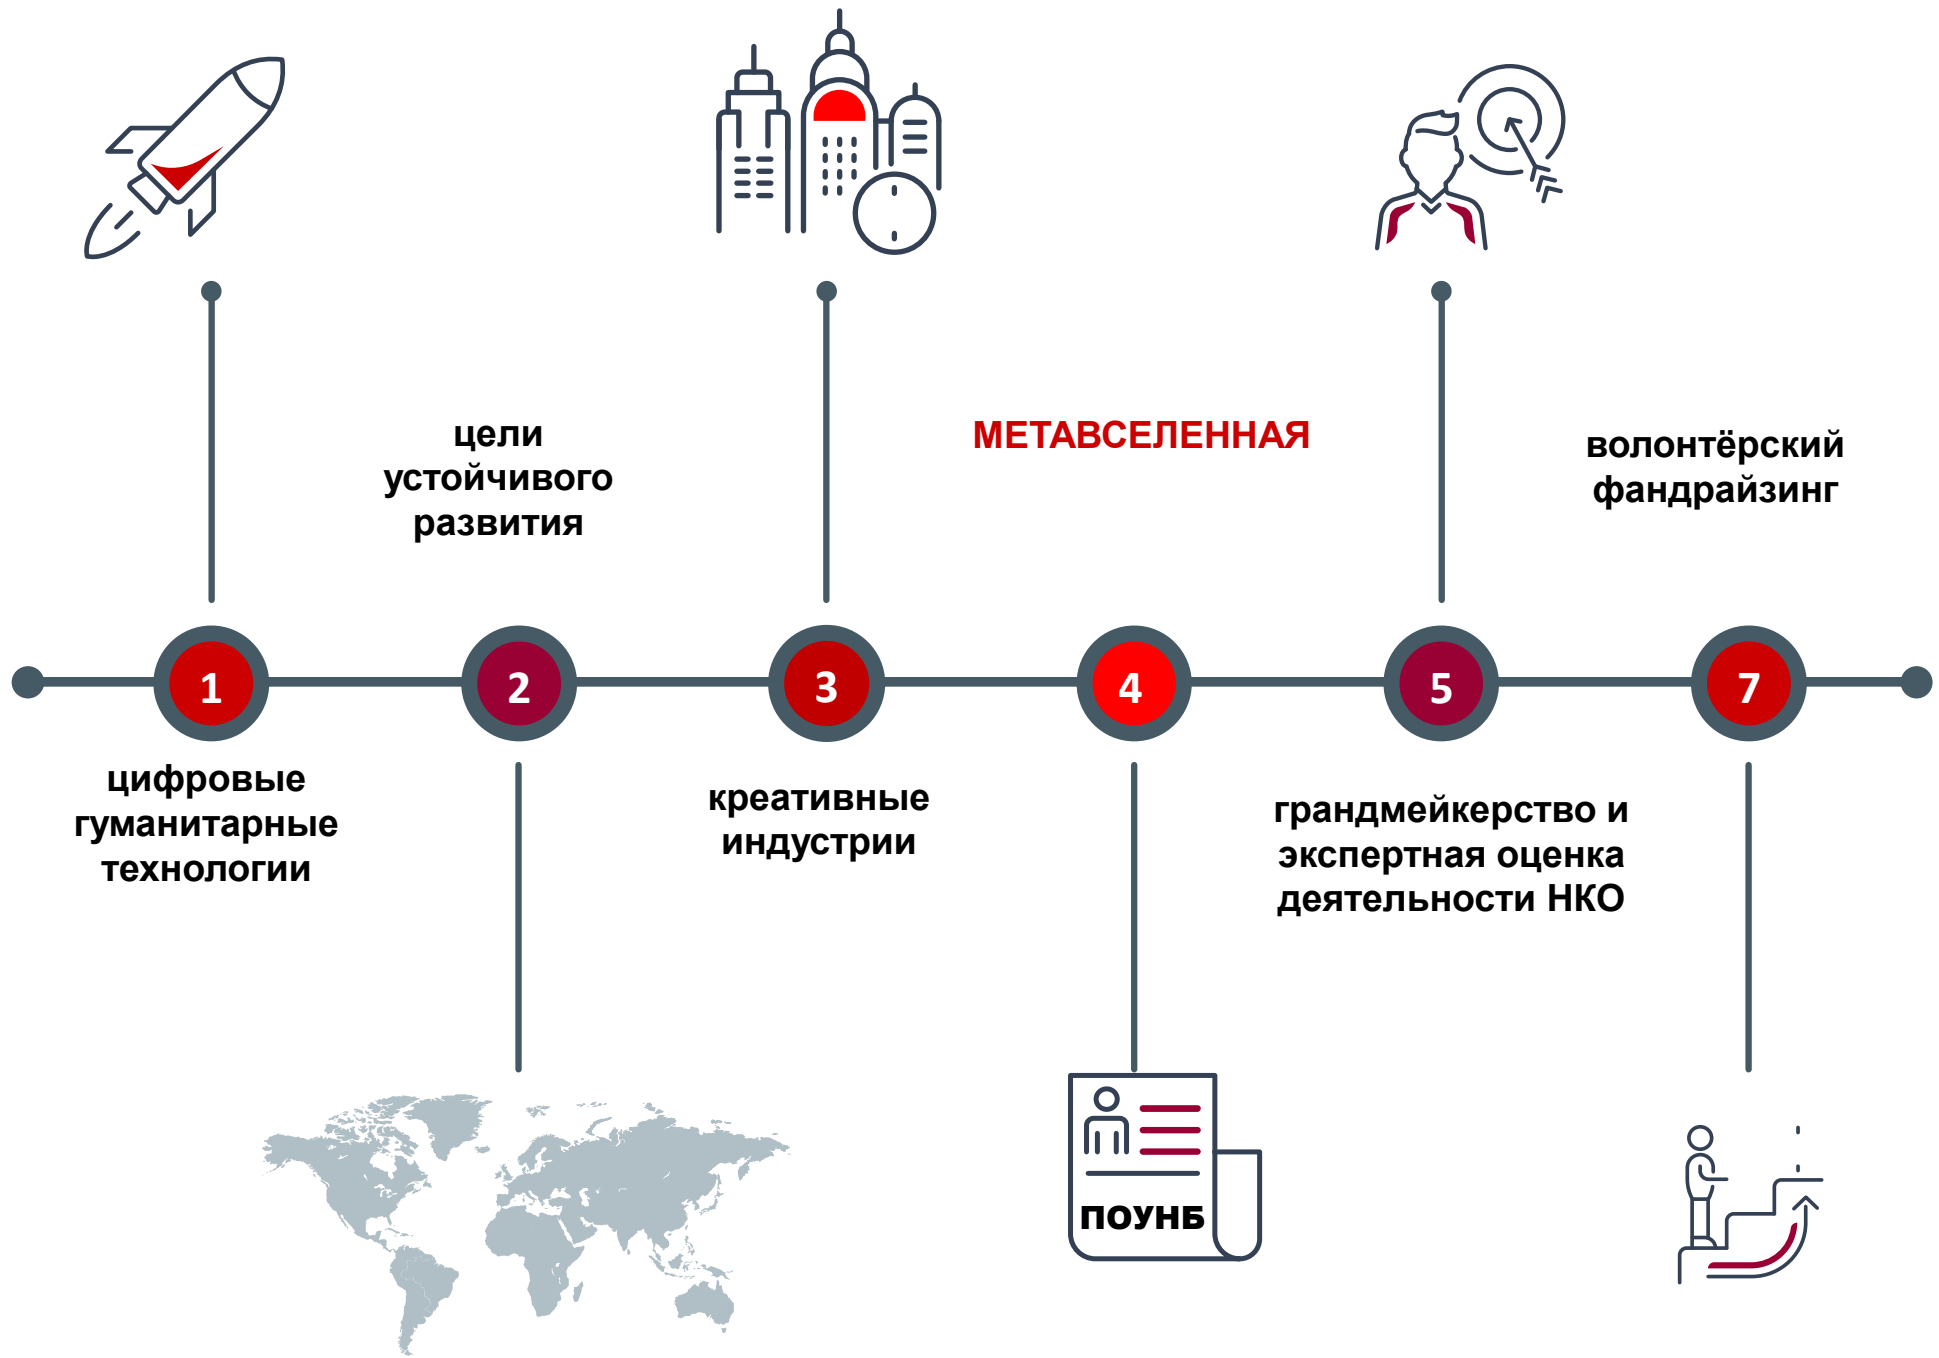 цели
устойчивого
развития
МЕТАВСЕЛЕННАЯ
волонтёрский
фандрайзинг
1
2
3
4
5
7
цифровые
гуманитарные
технологии
креативные
индустрии
грандмейкерство и
экспертная оценка
деятельности НКО
ПОУНБ